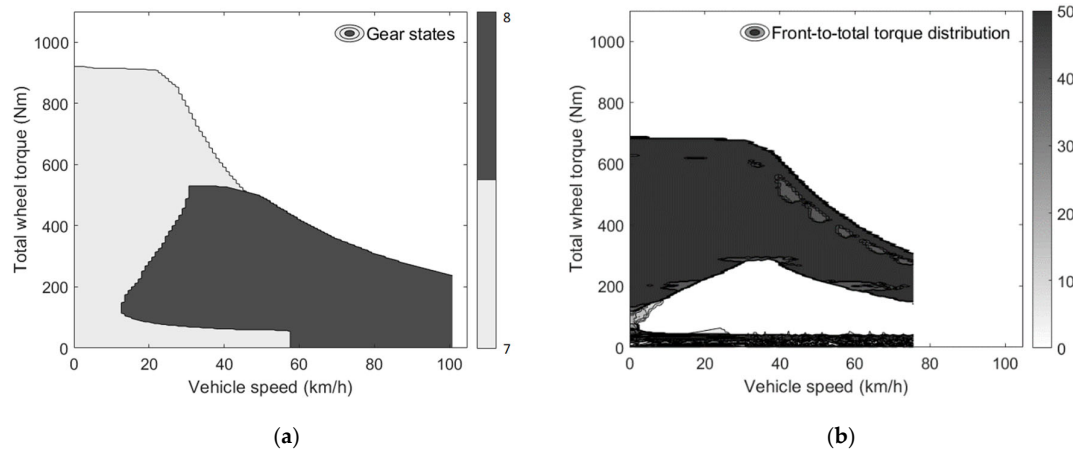 1000
800
600
400
200
0
Total wheel torque (Nm)
Gear states
0 20 40 60 80 100
Vehicle speed (km/h)
8
7
(a)
1000
800
600
400
200
0
Total wheel torque (Nm)
Front-to-total torque distribution
0 20 40 60 80 100
Vehicle speed (km/h)
50
40
30
20
10
0
(b)